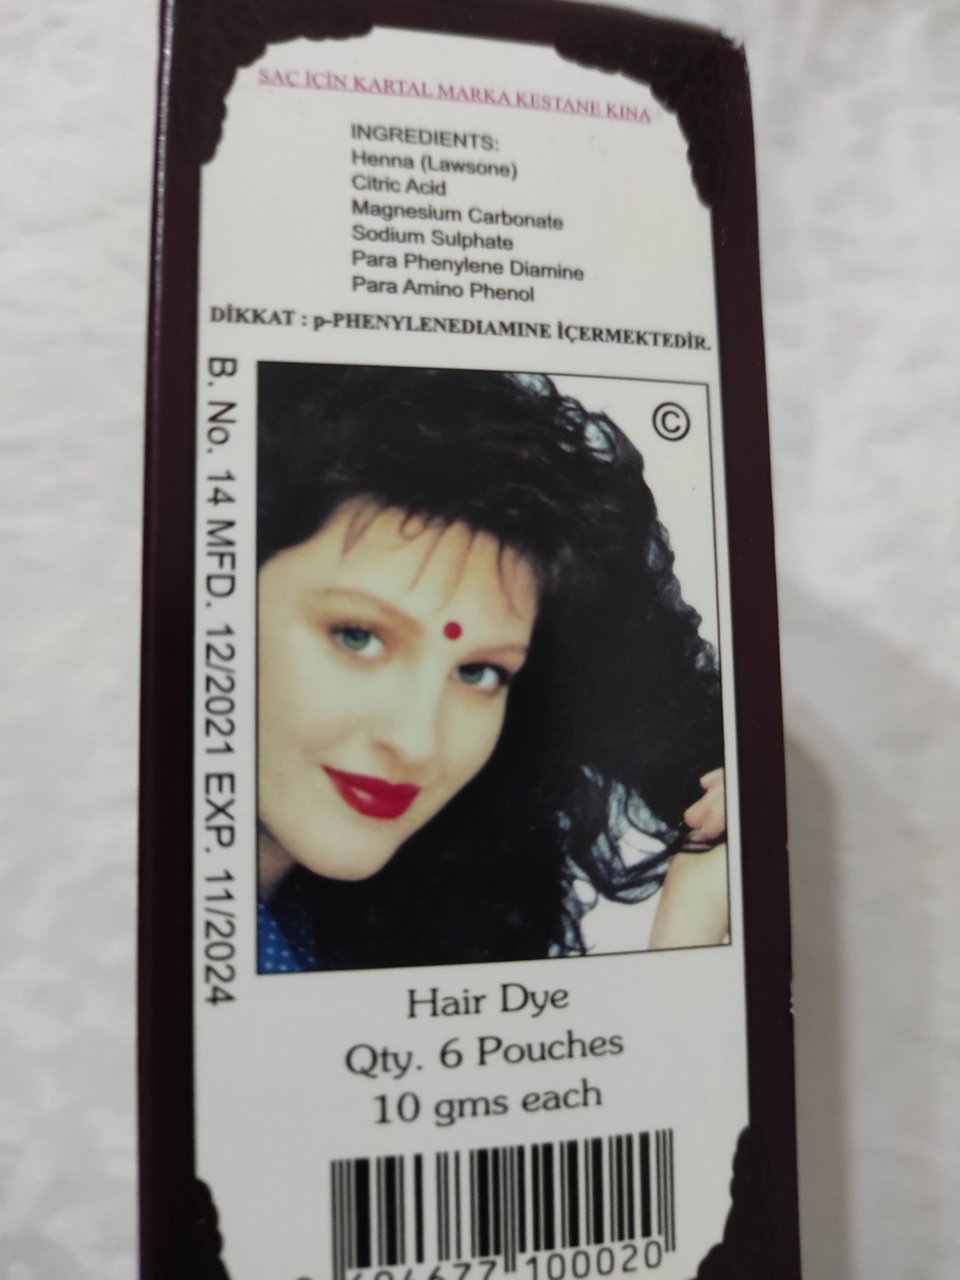 SAÇ İÇİN KARTAL MARKA KESTANE KINA
INGREDIENTS:
Henna (Lawsone)
Citric Acid
Magnesium Carbonate
Sodium Sulphate
Para Phenylene Diamine
Para Amino Phenol
DİKKAT : p-PHENYLENEDIAMINE İÇERMEKTEDİR.
B. No. 14 MFD. 12/2021 EXP. 11/2024
©
Hair Dye
Qty. 6 Pouches
10 gms each
100020